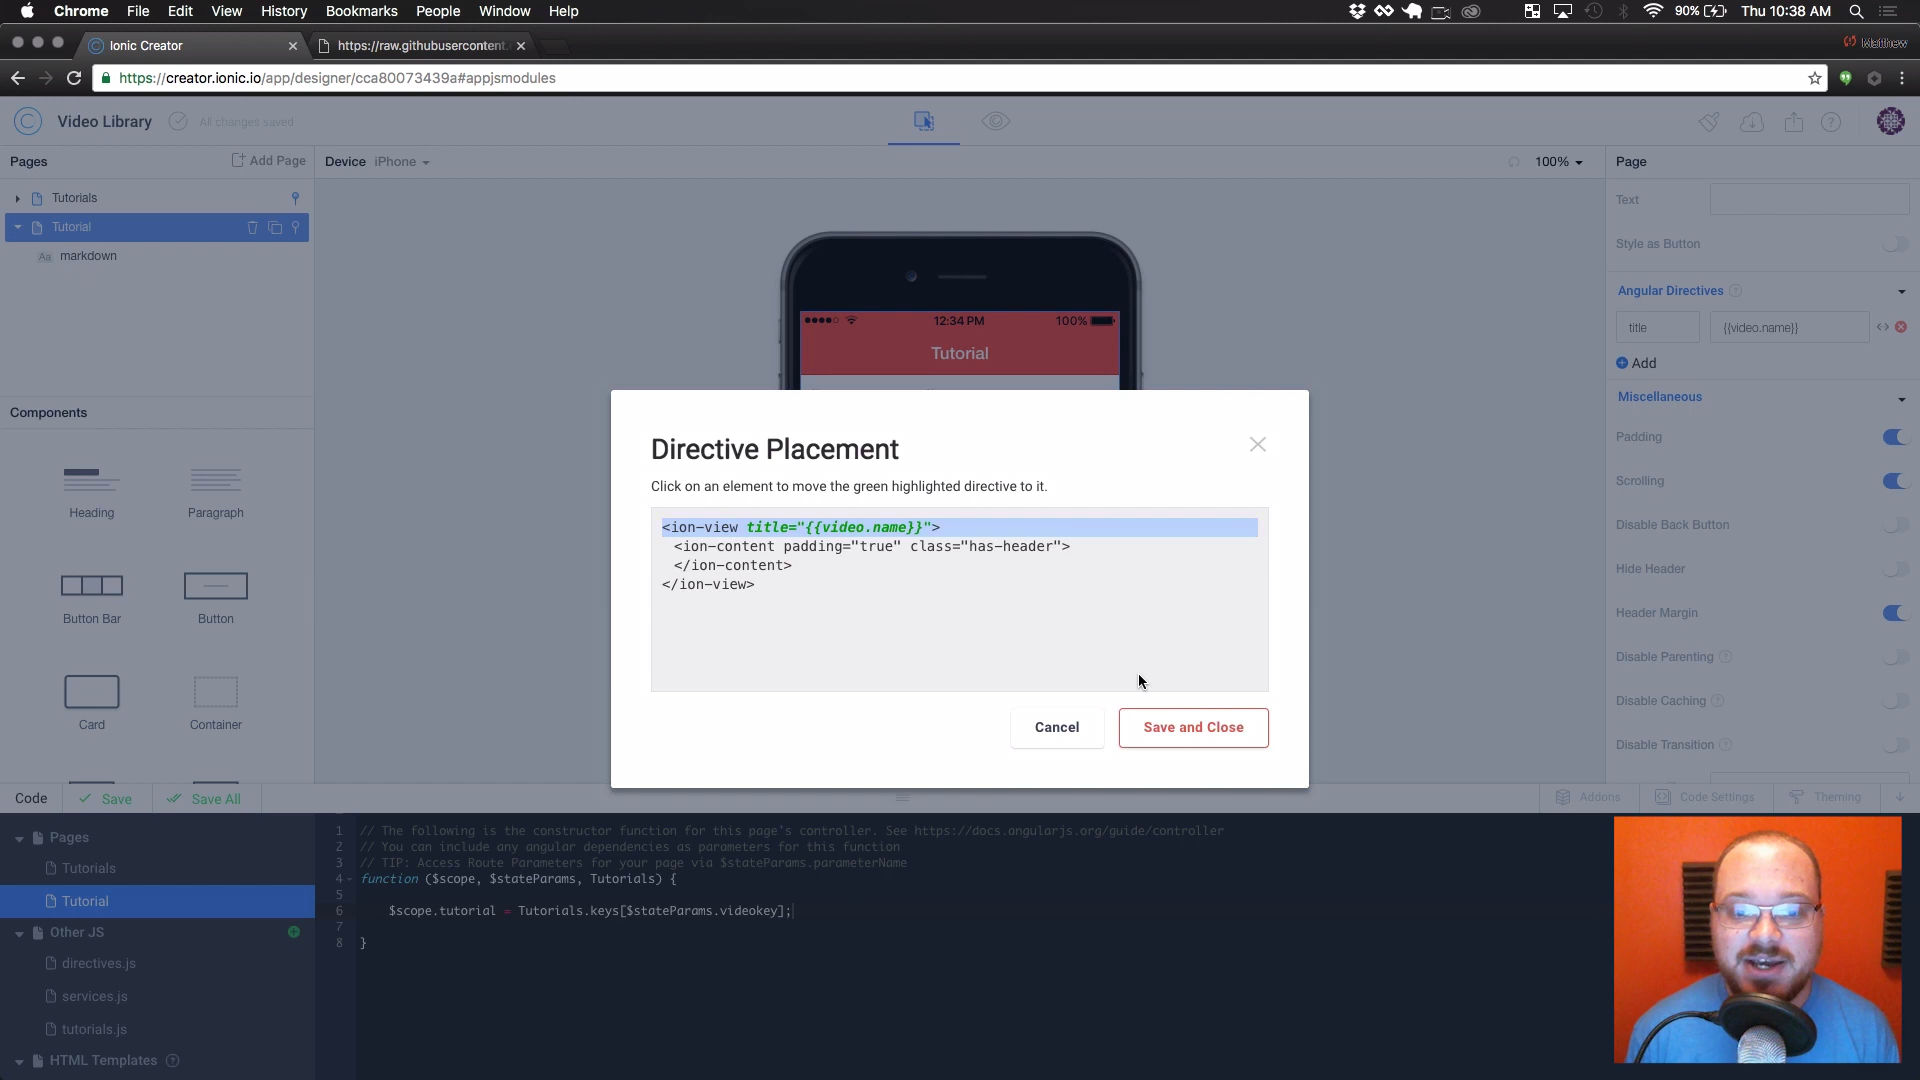 Chrome File Edit View History Bookmarks People Window Help
90% Thu 10:38 AM
Ionic Creator
https://raw.githubusercontent.
Matthew
https://creator.ionic.io/app/designer/cca80073439a#appjsmodules
Video Library All changes saved
Pages Add Page
Device iPhone
100%
Page
Tutorials
Tutorial
Aa markdown
Components
Heading Paragraph
Button Bar Button
Card Container
12:34 PM 100%
Tutorial
Directive Placement
Click on an element to move the green highlighted directive to it.
<ion-view title="{{video.name}}">
<ion-content padding="true" class="has-header">
</ion-content>
</ion-view>
Cancel Save and Close
Text
Style as Button
Angular Directives ?
title {{video.name}}
Add
Miscellaneous
Padding
Scrolling
Disable Back Button
Hide Header
Header Margin
Disable Parenting ?
Disable Caching ?
Disable Transition ?
Code Save Save All
Addons Code Settings Theming
Pages
Tutorials
Tutorial
Other JS
directives.js
services.js
tutorials.js
HTML Templates ?
1 // The following is the constructor function for this page's controller. See https://docs.angularjs.org/guide/controller
2 // You can include any angular dependencies as parameters for this function
3 // TIP: Access Route Parameters for your page via $stateParams.parameterName
4 function ($scope, $stateParams, Tutorials) {
5
6 $scope.tutorial = Tutorials.keys[$stateParams.videokey];
7
8 }